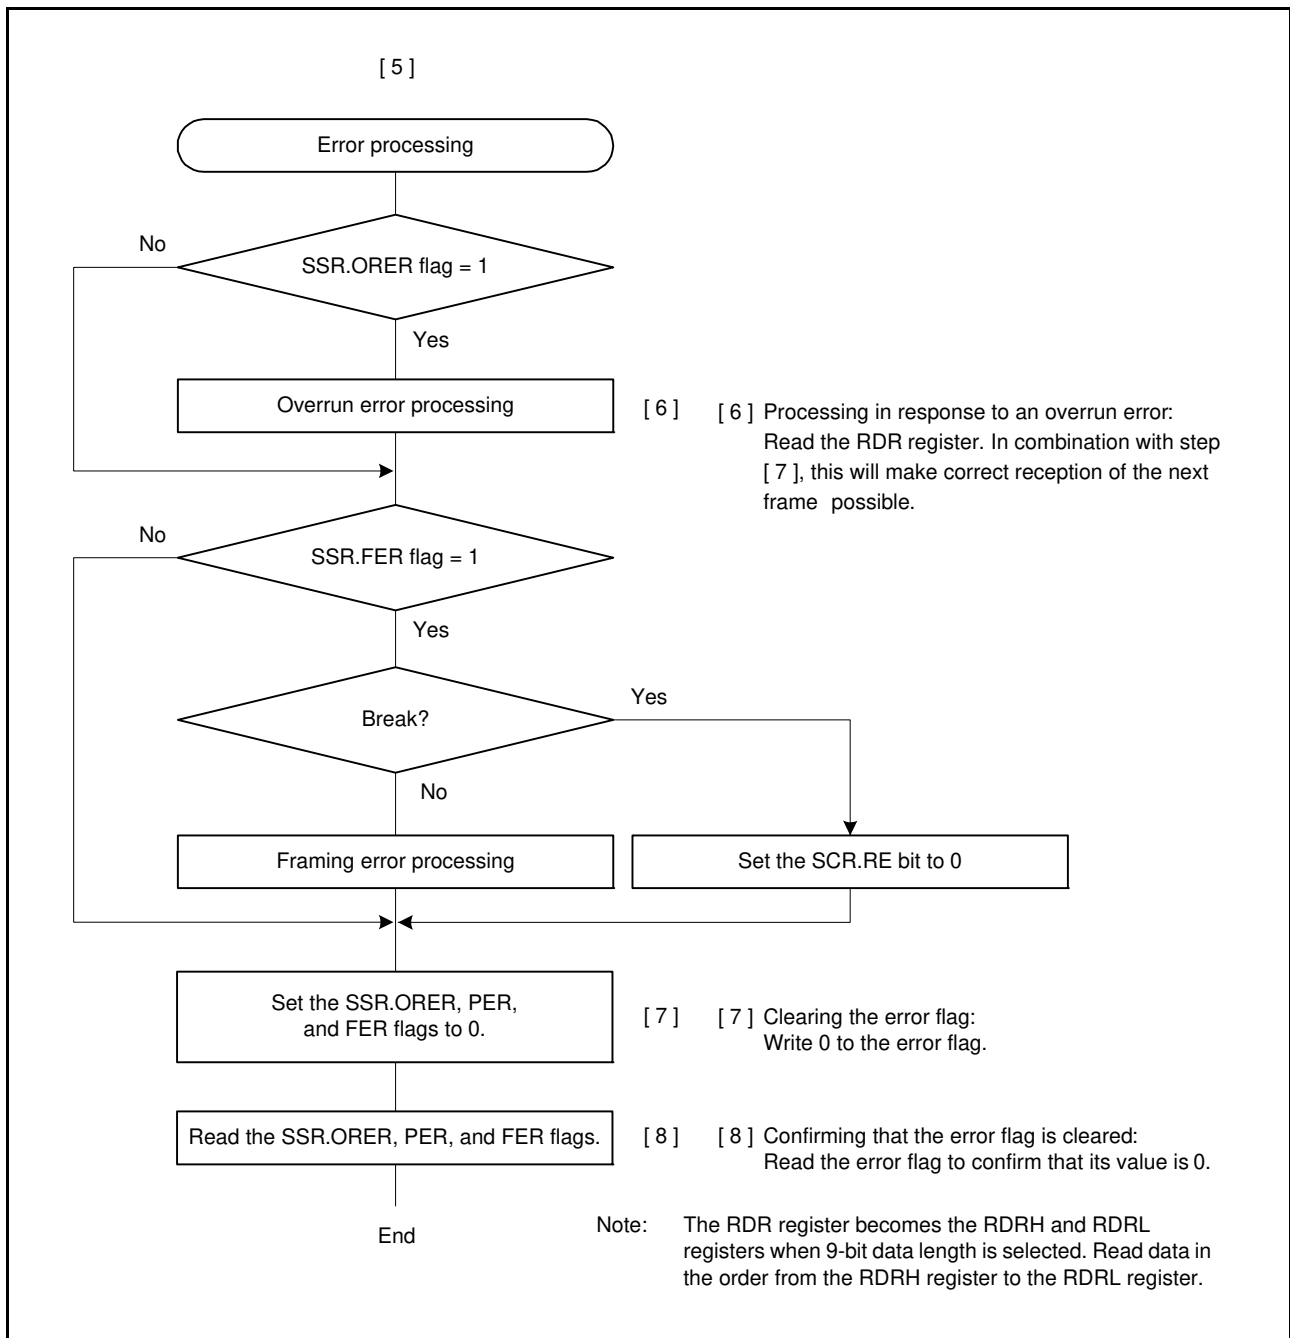 [ 5 ]
Error processing
No
SSR.ORER flag = 1
Yes
Overrun error processing
[ 6 ]
[ 6 ] Processing in response to an overrun error:
Read the RDR register. In combination with step
[ 7 ], this will make correct reception of the next
frame possible.
No
SSR.FER flag = 1
Yes
Break?
Yes
No
Framing error processing
Set the SCR.RE bit to 0
Set the SSR.ORER, PER,
and FER flags to 0.
[ 7 ]
[ 7 ] Clearing the error flag:
Write 0 to the error flag.
Read the SSR.ORER, PER, and FER flags.
[ 8 ]
[ 8 ] Confirming that the error flag is cleared:
Read the error flag to confirm that its value is 0.
End
Note: The RDR register becomes the RDRH and RDRL
registers when 9-bit data length is selected. Read data in
the order from the RDRH register to the RDRL register.